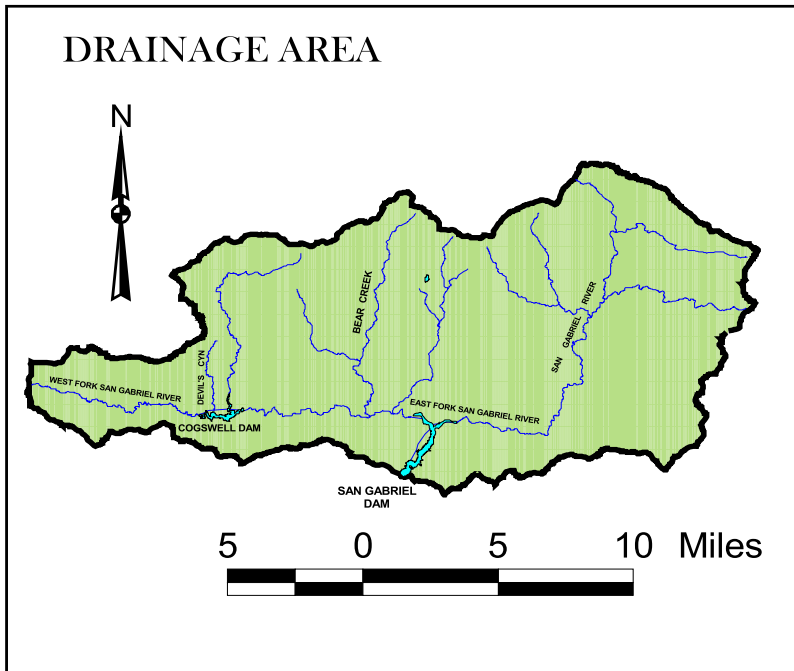 DRAINAGE AREA
N
BEAR CREEK
SAN GABRIEL RIVER
DEVIL'S CYN
WEST FORK SAN GABRIEL RIVER
EAST FORK SAN GABRIEL RIVER
COGSWELL DAM
SAN GABRIEL
DAM
5 0 5 10 Miles